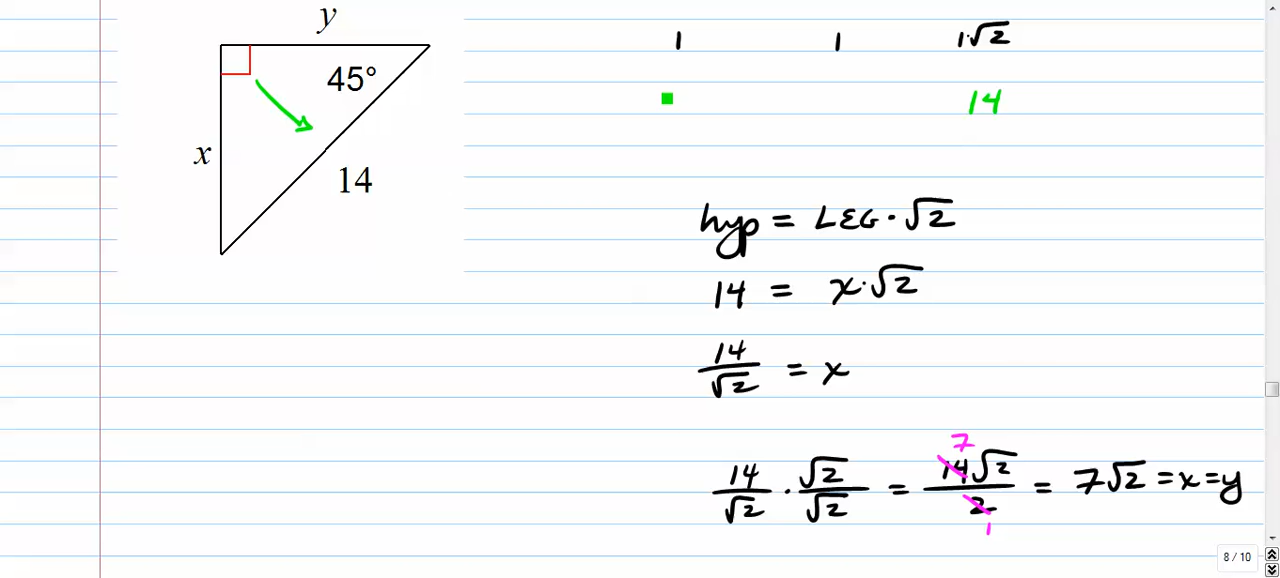 y
1 1 1·√2
45°
14
x
14
hyp = LEG · √2
14 = x·√2
14/√2 = x
7
14/√2 · √2/√2 = 14√2/2 = 7√2 = x = y
1
8 / 10